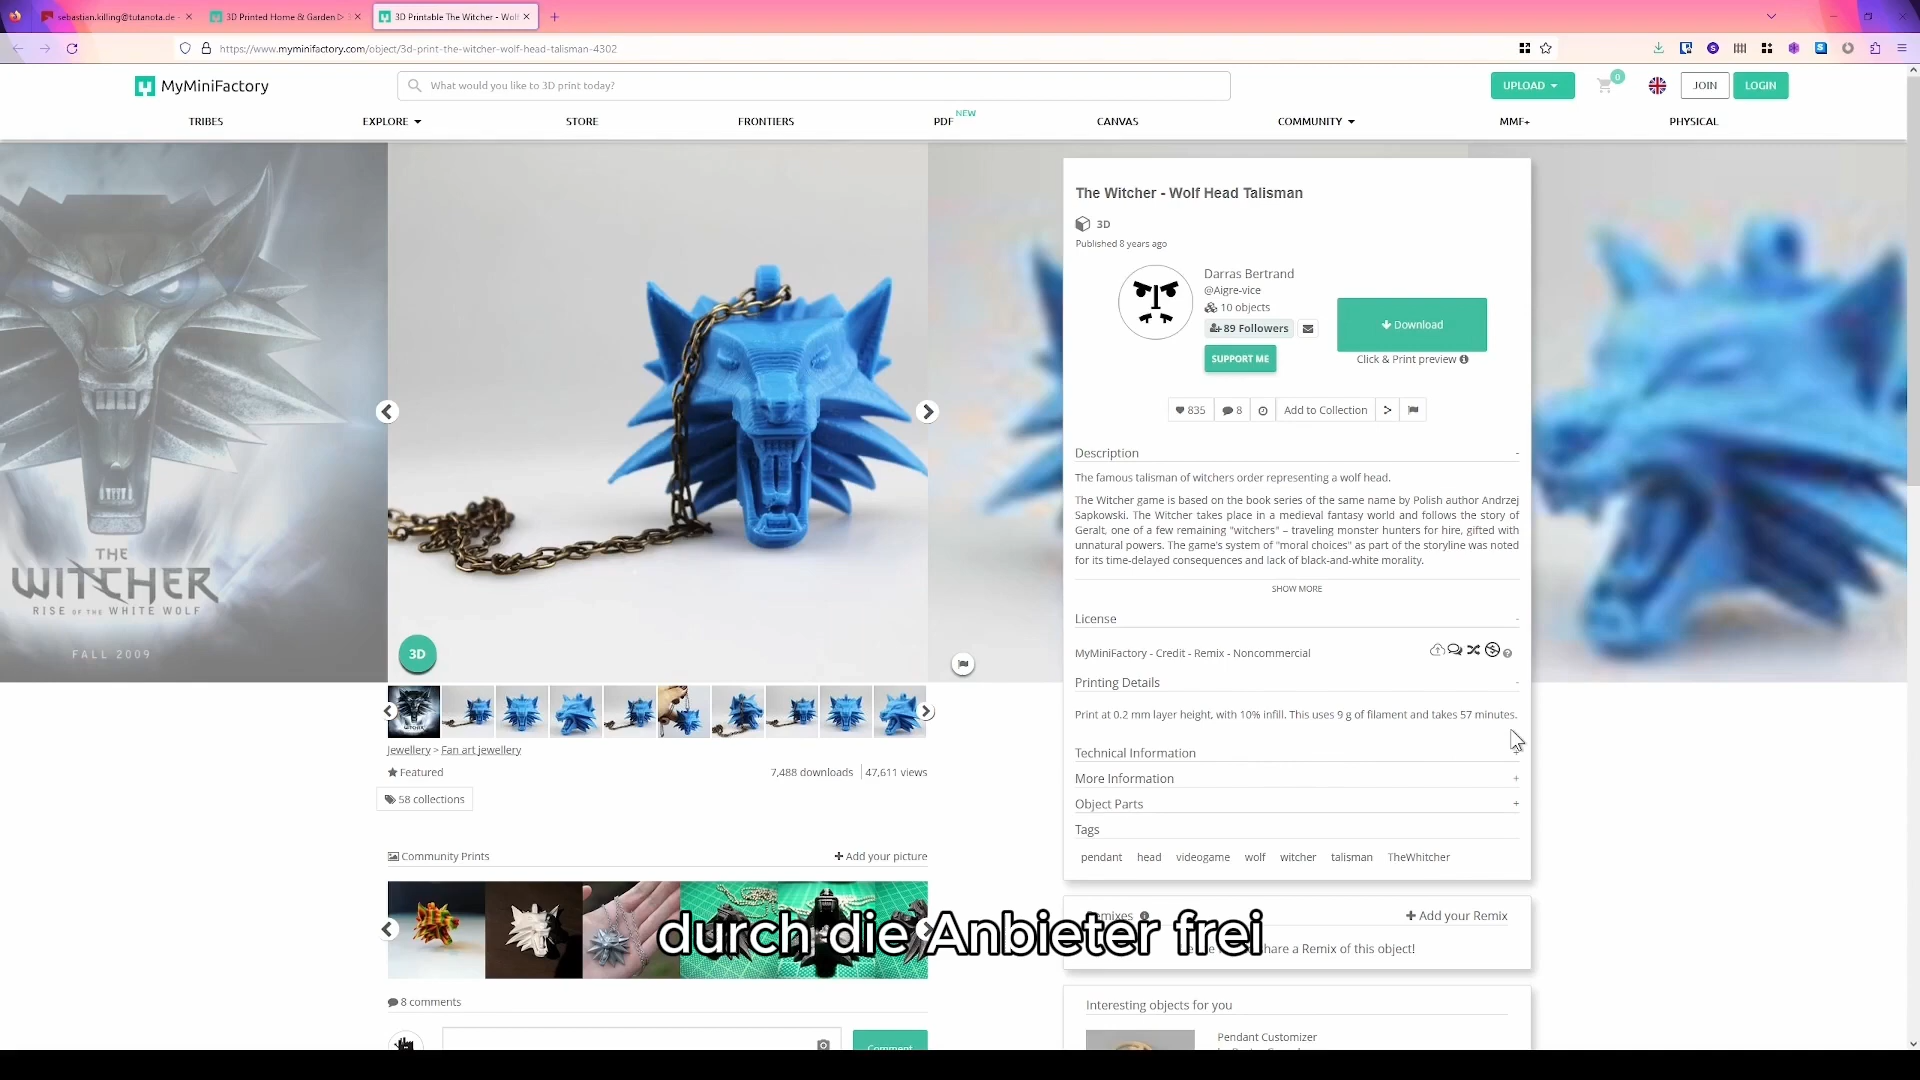 sebastian.killing@tutanota.de -
3D Printed Home & Garden ▷
3D Printable The Witcher - Wolf
https://www.myminifactory.com/object/3d-print-the-witcher-wolf-head-talisman-4302
MyMiniFactory
What would you like to 3D print today?
UPLOAD
0
JOIN
LOGIN
TRIBES
EXPLORE
STORE
FRONTIERS
PDF NEW
CANVAS
COMMUNITY
MMF+
PHYSICAL
THE
WITCHER
RISE OF THE WHITE WOLF
FALL 2009
3D
Jewellery > Fan art jewellery
Featured
7,488 downloads
47,611 views
58 collections
Community Prints
+ Add your picture
8 comments
Comment
The Witcher - Wolf Head Talisman
3D
Published 8 years ago
Darras Bertrand
@Aigre-vice
10 objects
89 Followers
SUPPORT ME
Download
Click & Print preview
835
8
Add to Collection
Description -
The famous talisman of witchers order representing a wolf head.
The Witcher game is based on the book series of the same name by Polish author Andrzej
Sapkowski. The Witcher takes place in a medieval fantasy world and follows the story of
Geralt, one of a few remaining "witchers" – traveling monster hunters for hire, gifted with
unnatural powers. The game's system of "moral choices" as part of the storyline was noted
for its time-delayed consequences and lack of black-and-white morality.
SHOW MORE
License -
MyMiniFactory - Credit - Remix - Noncommercial
Printing Details -
Print at 0.2 mm layer height, with 10% infill. This uses 9 g of filament and takes 57 minutes.
Technical Information +
More Information +
Object Parts +
Tags
pendant head videogame wolf witcher talisman TheWhitcher
Remixes
+ Add your Remix
share a Remix of this object!
durch die Anbieter frei
Interesting objects for you
Pendant Customizer